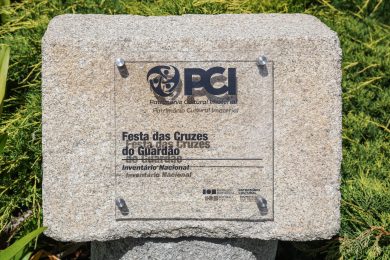 PCI
Património Cultural Imaterial
Festa das Cruzes
do Guardão
Inventário Nacional